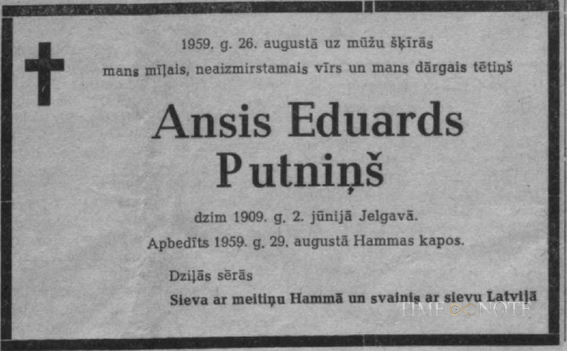 1959. g. 26. augustā uz mūžu šķīrās
mans mīļais, neaizmirstamais vīrs un mans dārgais tētiņš
Ansis Eduards
Putniņš
dzim 1909. g. 2. jūnijā Jelgavā.
Apbedīts 1959. g. 29. augustā Hammas kapos.
Dziļās sērās
Sieva ar meitiņu Hammā un svainis ar sievu Latvijā
TIMENOTE